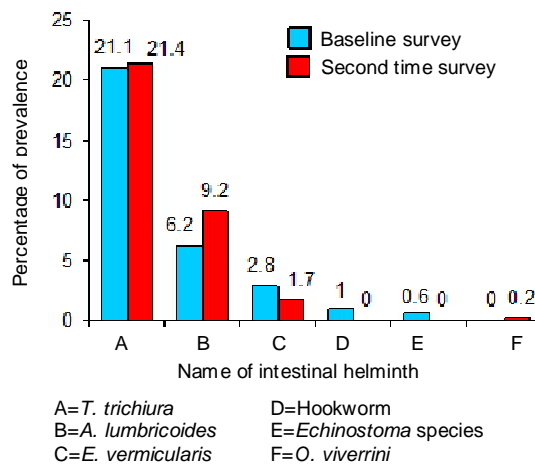 25
20
15
10
5
0
Percentage of prevalence
Baseline survey
Second time survey
21.1 21.4
6.2 9.2
2.8 1.7
1 0
0.6 0
0 0.2
A B C D E F
Name of intestinal helminth
A=T. trichiura D=Hookworm
B=A. lumbricoides E=Echinostoma species
C=E. vermicularis F=O. viverrini